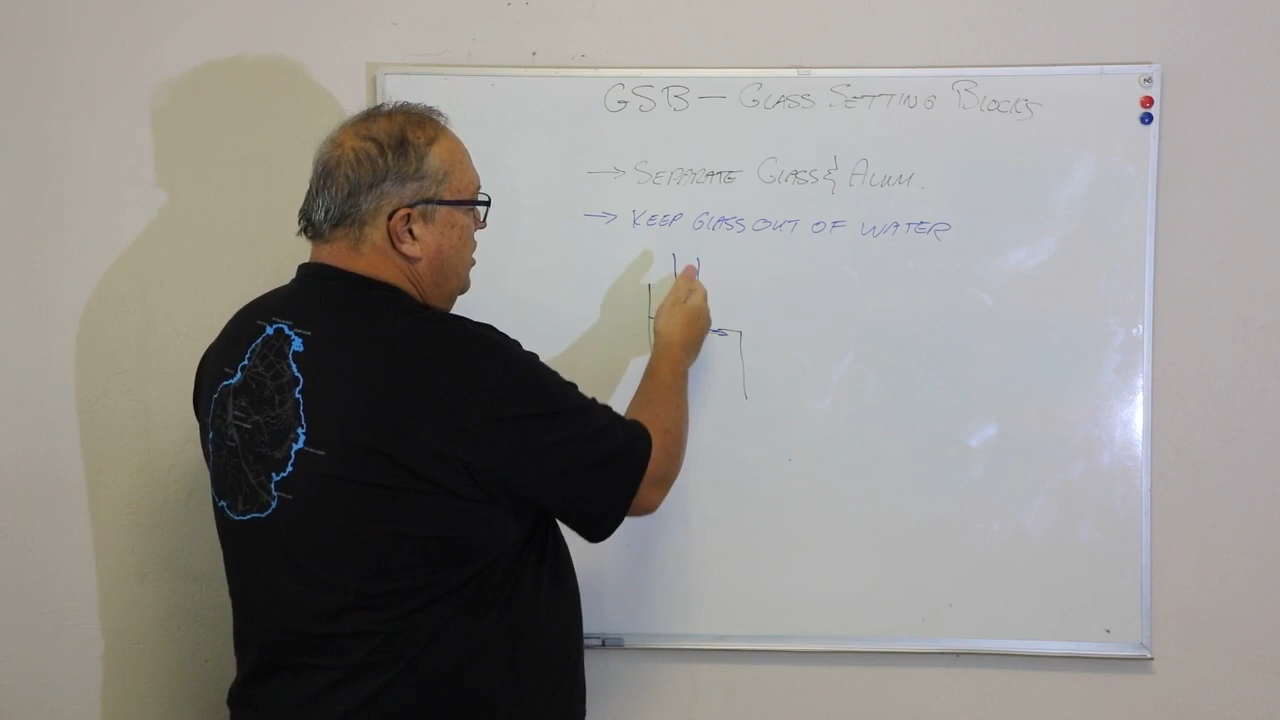 GSB — GLASS SETTING BLOCKS
→ SEPARATE GLASS & ALUM.
→ KEEP GLASS OUT OF WATER